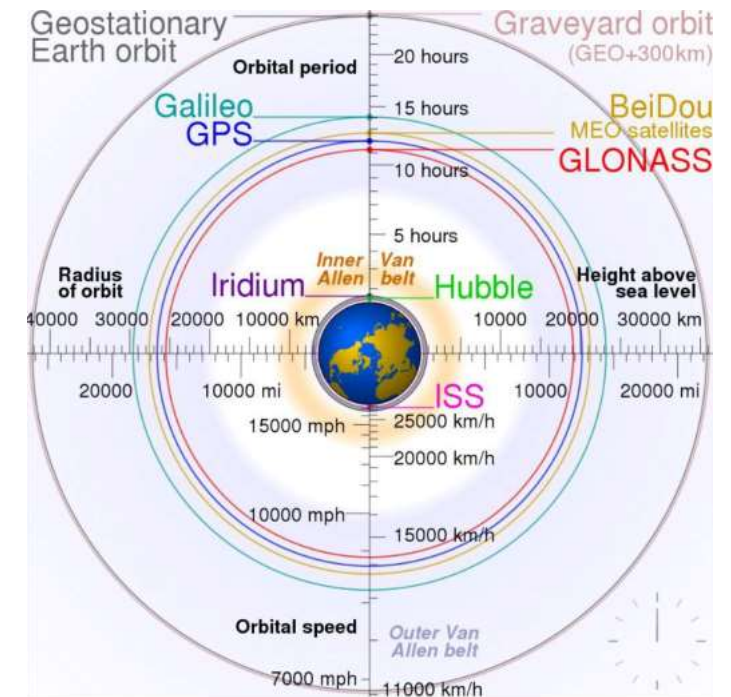 Geostationary
Earth orbit
Graveyard orbit
(GEO+300km)
Orbital period
20 hours
Galileo
15 hours
BeiDou
GPS
MEO satellites
GLONASS
10 hours
5 hours
Inner Van
Allen belt
Radius
of orbit
Iridium
Hubble
Height above
sea level
40000 30000 20000 10000 km
10000 20000 30000 km
20000 10000 mi
10000 20000 mi
ISS
15000 mph
25000 km/h
20000 km/h
10000 mph
15000 km/h
Orbital speed
Outer Van
Allen belt
7000 mph
11000 km/h